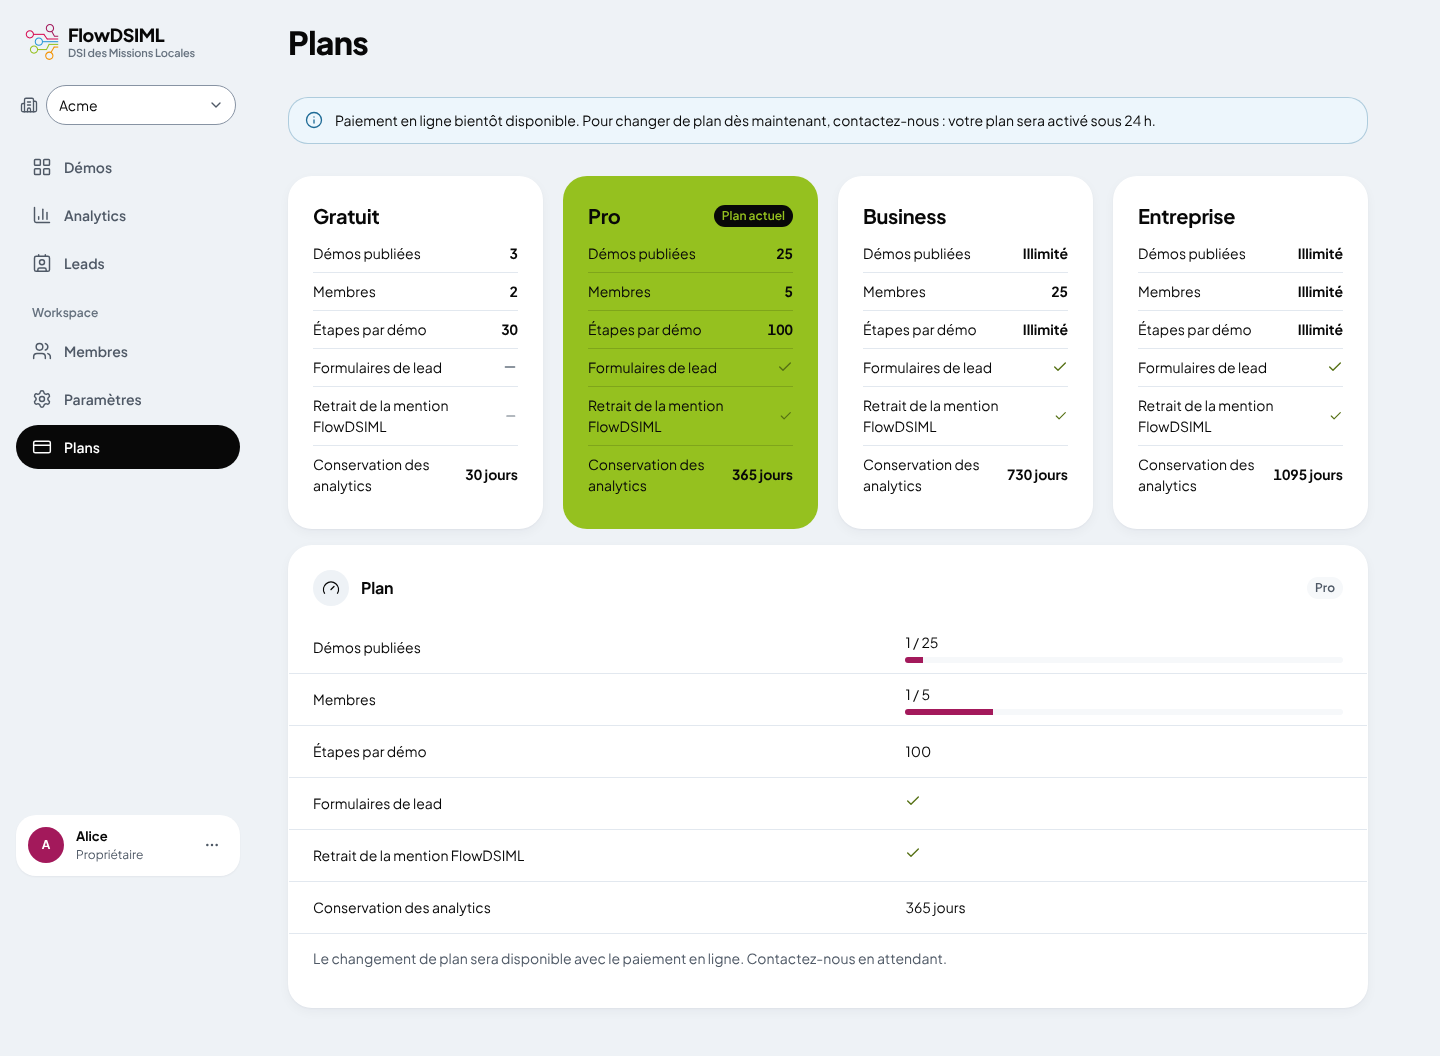 FlowDSIML
DSI des Missions Locales
Acme
Démos
Analytics
Leads
Workspace
Membres
Paramètres
Plans
A
Alice
Propriétaire
Plans
Paiement en ligne bientôt disponible. Pour changer de plan dès maintenant, contactez-nous : votre plan sera activé sous 24 h.
Gratuit
Démos publiées 3
Membres 2
Étapes par démo 30
Formulaires de lead —
Retrait de la mention
FlowDSIML —
Conservation des
analytics 30 jours
Pro Plan actuel
Démos publiées 25
Membres 5
Étapes par démo 100
Formulaires de lead
Retrait de la mention
FlowDSIML
Conservation des
analytics 365 jours
Business
Démos publiées Illimité
Membres 25
Étapes par démo Illimité
Formulaires de lead
Retrait de la mention
FlowDSIML
Conservation des
analytics 730 jours
Entreprise
Démos publiées Illimité
Membres Illimité
Étapes par démo Illimité
Formulaires de lead
Retrait de la mention
FlowDSIML
Conservation des
analytics 1095 jours
Plan Pro
Démos publiées 1 / 25
Membres 1 / 5
Étapes par démo 100
Formulaires de lead
Retrait de la mention FlowDSIML
Conservation des analytics 365 jours
Le changement de plan sera disponible avec le paiement en ligne. Contactez-nous en attendant.